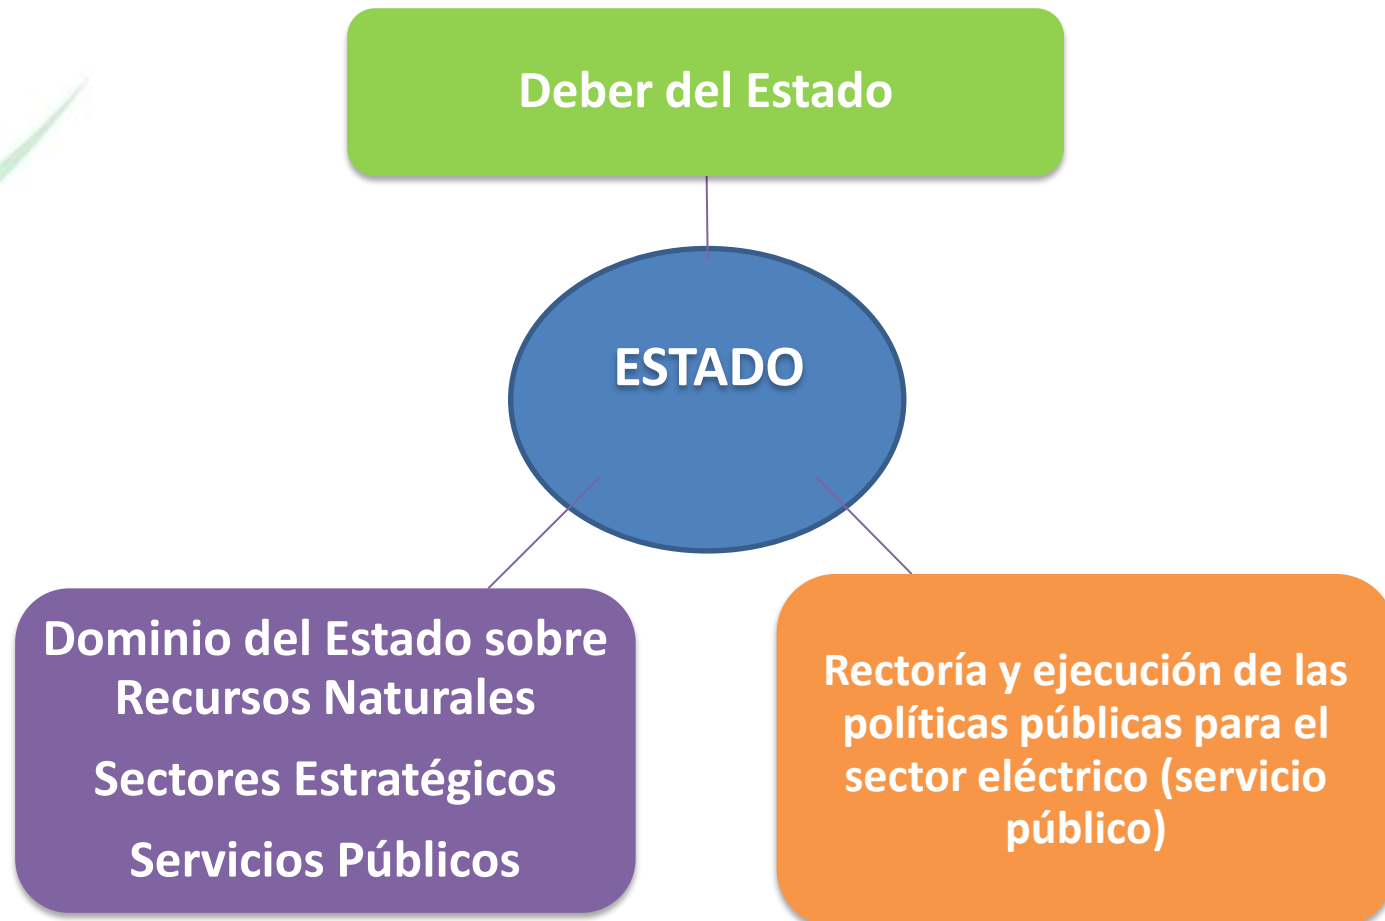 Deber del Estado
ESTADO
Dominio del Estado sobre
Recursos Naturales
Sectores Estratégicos
Servicios Públicos
Rectoría y ejecución de las
políticas públicas para el
sector eléctrico (servicio
público)